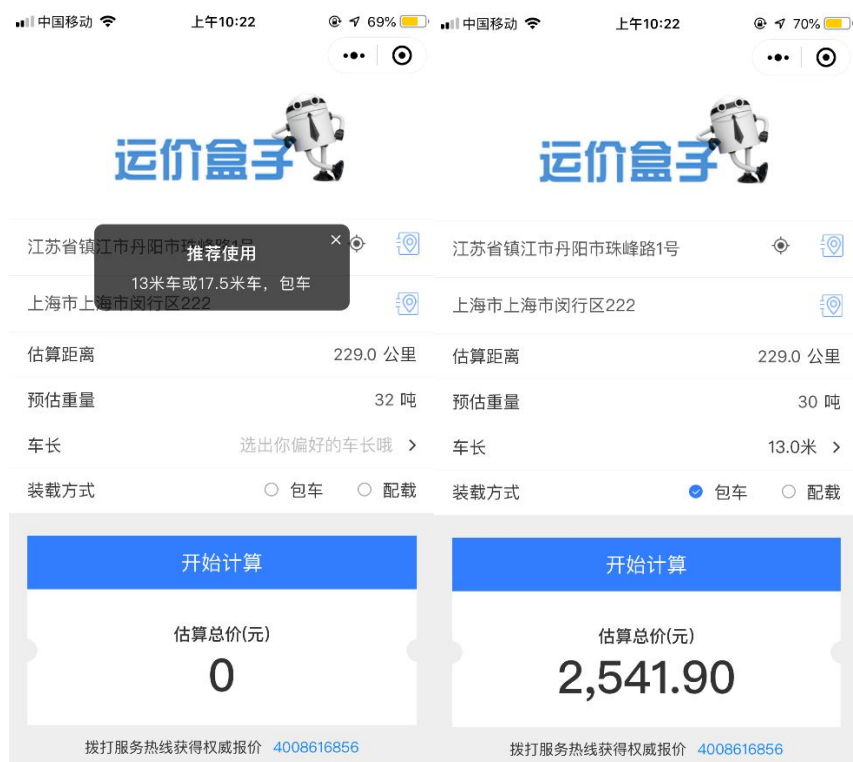 中国移动 上午10:22 69%
运价盒子
江苏省镇江市丹阳市珠峰路1号
推荐使用
13米车或17.5米车，包车
上海市上海市闵行区222
估算距离 229.0 公里
预估重量 32 吨
车长 选出你偏好的车长哦
装载方式 包车 配载
开始计算
估算总价(元)
0
拨打服务热线获得权威报价 4008616856
中国移动 上午10:22 70%
运价盒子
江苏省镇江市丹阳市珠峰路1号
上海市上海市闵行区222
估算距离 229.0 公里
预估重量 30 吨
车长 13.0米
装载方式 包车 配载
开始计算
估算总价(元)
2,541.90
拨打服务热线获得权威报价 4008616856